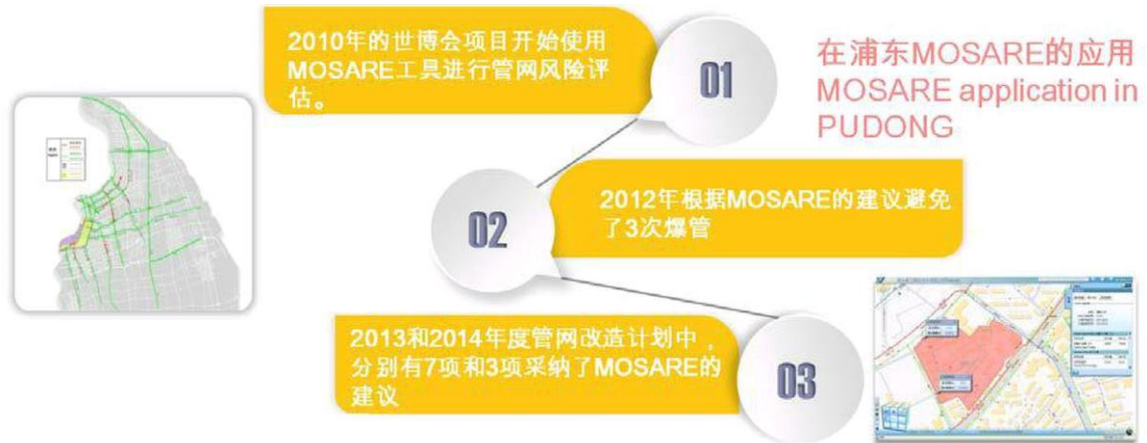 在浦东MOSARE的应用
MOSARE application in
PUDONG
2010年的世博会项目开始使用
MOSARE工具进行管网风险评
估。
01
2012年根据MOSARE的建议避免
了3次爆管
02
2013和2014年度管网改造计划中，
分别有7项和3项采纳了MOSARE的
建议
03